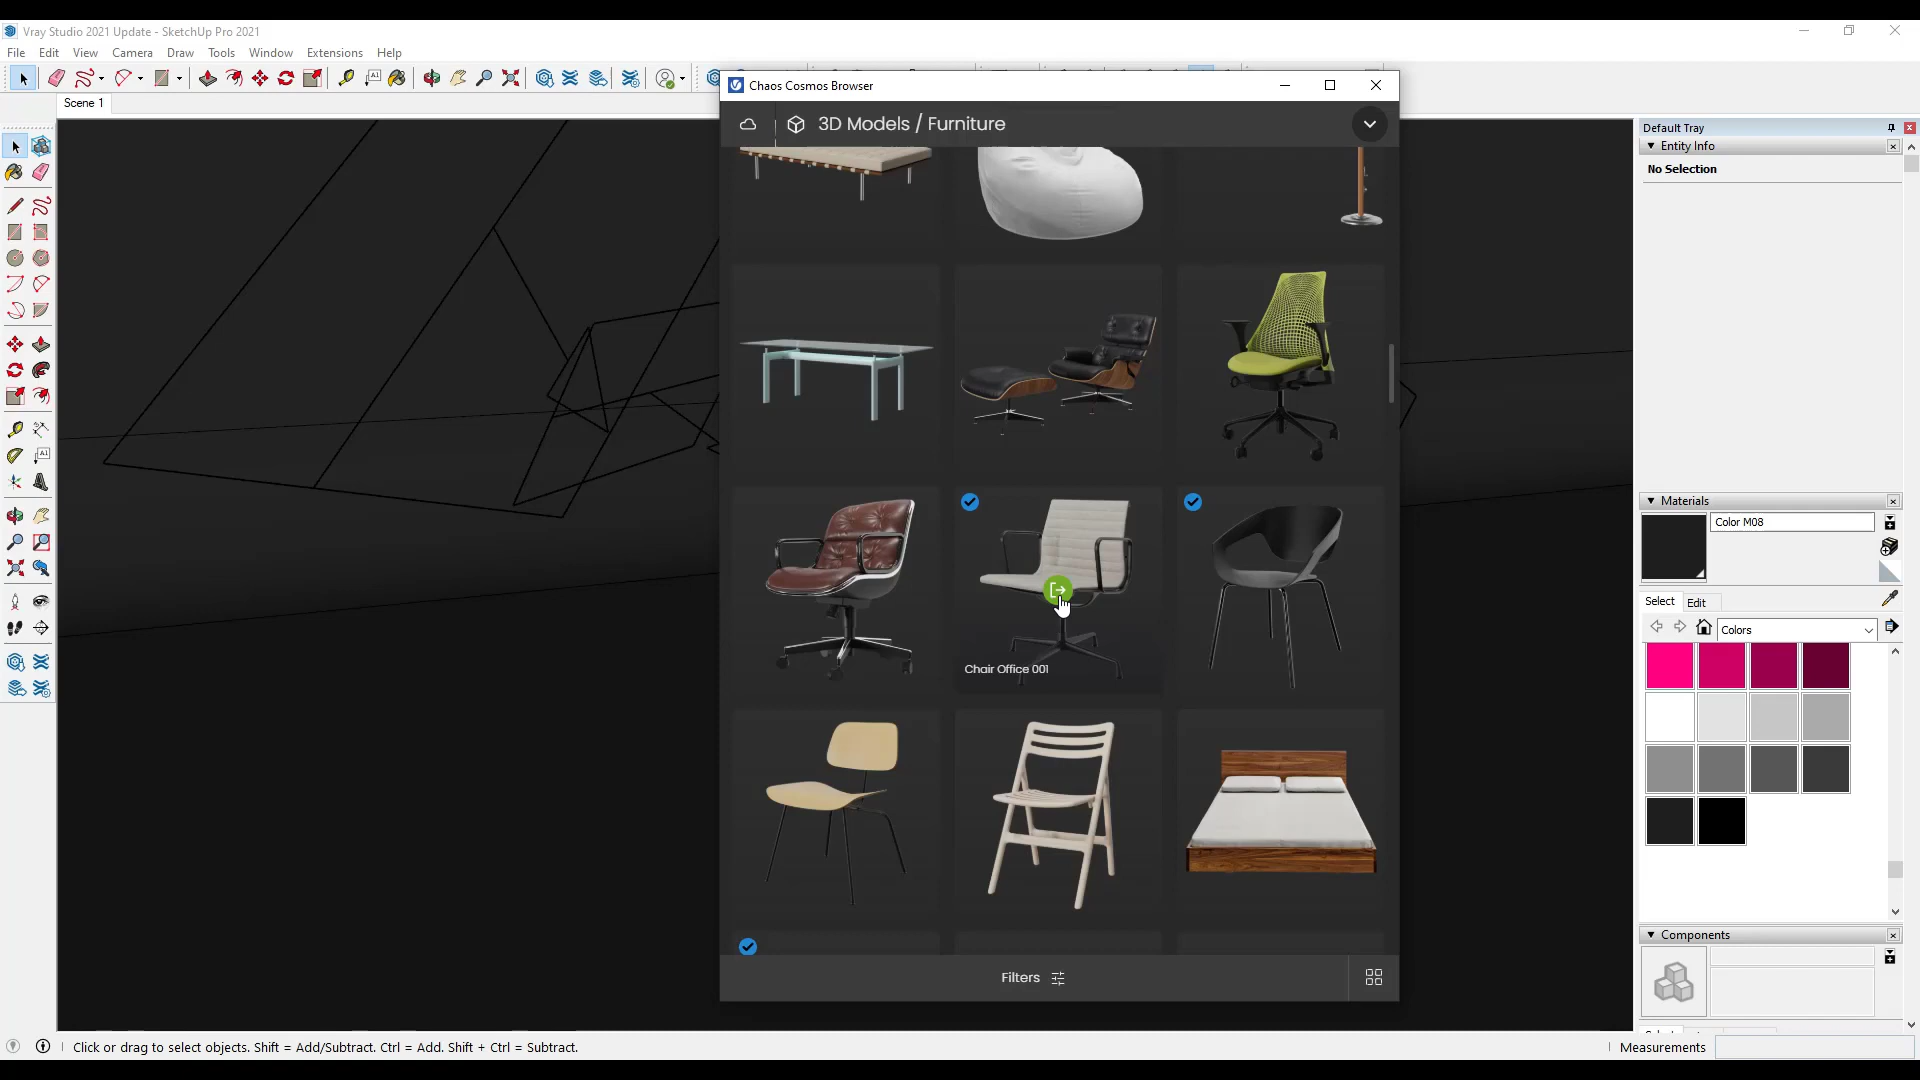 Vray Studio 2021 Update - SketchUp Pro 2021
File Edit View Camera Draw Tools Window Extensions Help
Scene 1
Chaos Cosmos Browser
3D Models / Furniture
Chair Office 001
Filters
Default Tray
Entity Info
No Selection
Materials
Color M08
Select Edit
Colors
Components
Click or drag to select objects. Shift = Add/Subtract. Ctrl = Add. Shift + Ctrl = Subtract.
Measurements